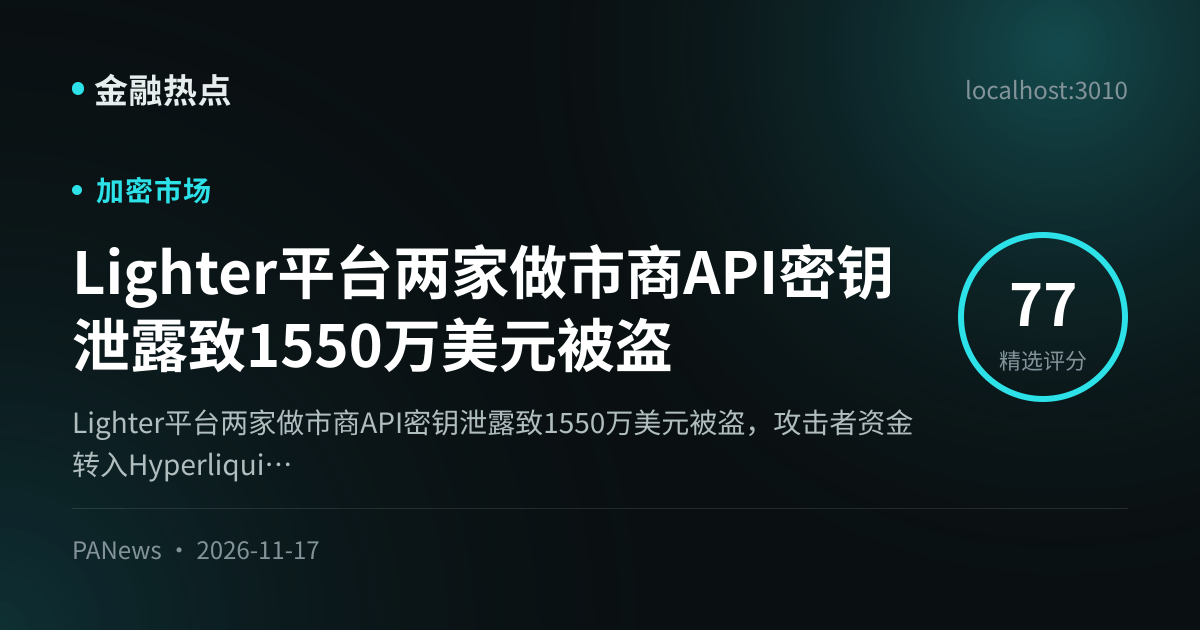 金融热点
localhost:3010
加密市场
Lighter平台两家做市商API密钥
泄露致1550万美元被盗
77
精选评分
Lighter平台两家做市商API密钥泄露致1550万美元被盗，攻击者资金
转入Hyperliqui…
PANews • 2026-11-17